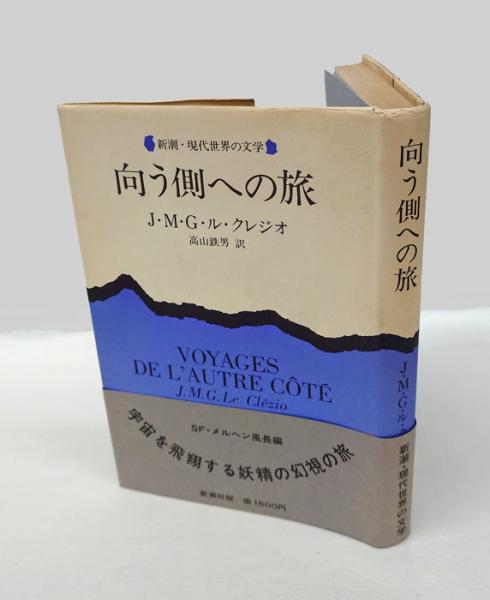 新潮・現代世界の文学
向う側への旅
J・M・G・ル・クレジオ
高山鉄男 訳
VOYAGES
DE L'AUTRE CÔTÉ
J.M.G.Le Clézio
SF・メルヘン風長編
宇宙を飛翔する妖精の幻視の旅
新潮社版/価1500円
向う側への旅
J・M・G・ル・
新潮・現代世界の文学